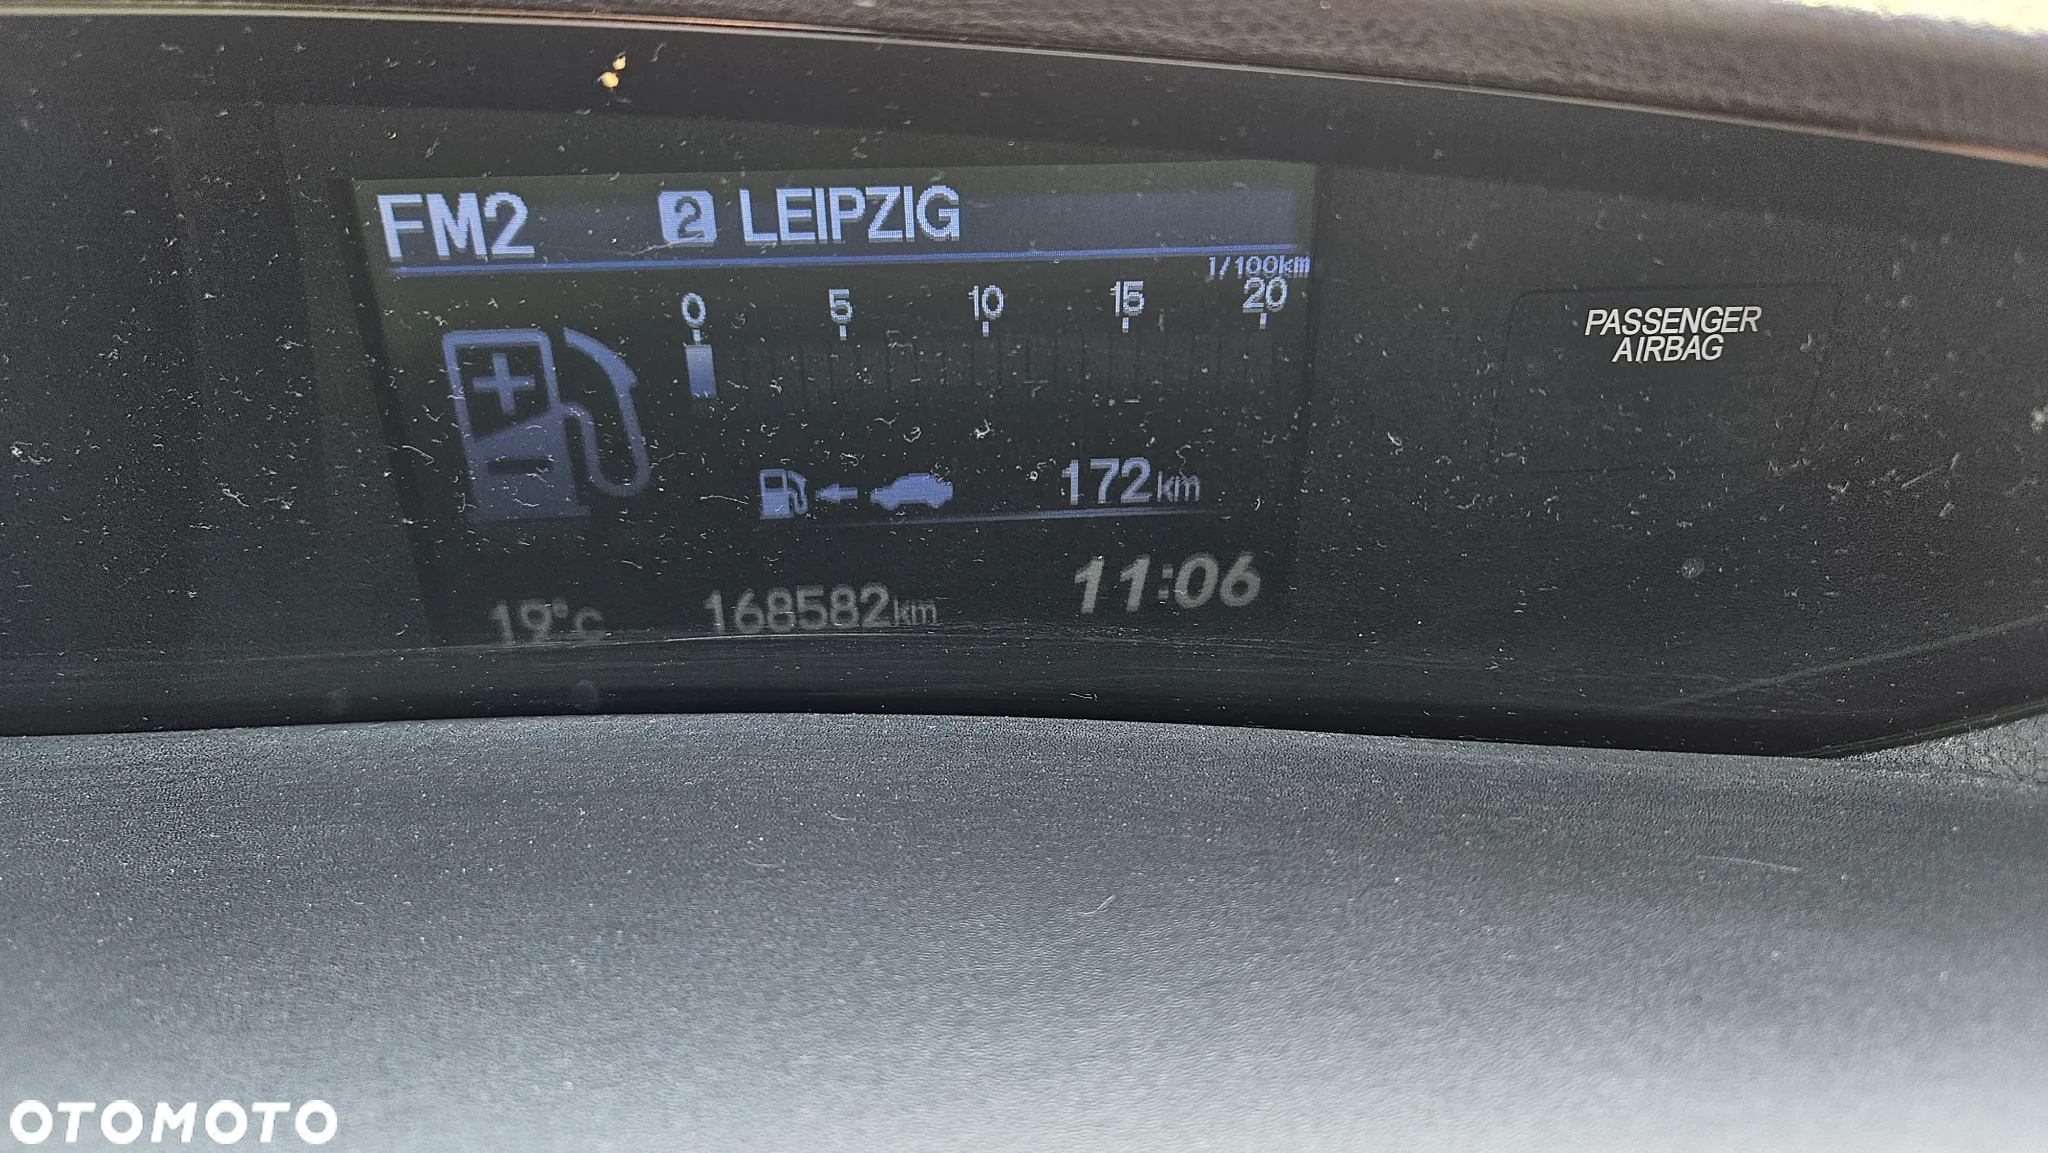 FM2 2 LEIPZIG
l/100km
0 5 10 15 20
PASSENGER
AIRBAG
172km
19°C 168582km 11:06
OTOMOTO